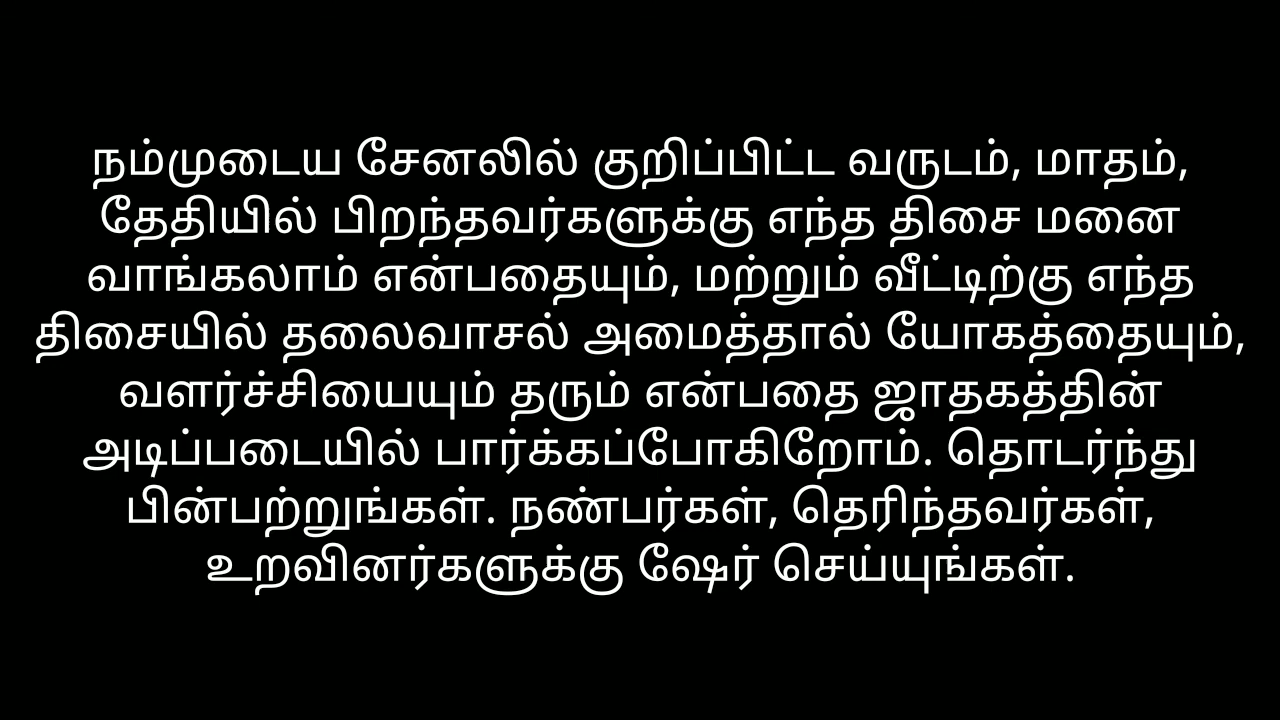 நம்முடைய சேனலில் குறிப்பிட்ட வருடம், மாதம்,
தேதியில் பிறந்தவர்களுக்கு எந்த திசை மனை
வாங்கலாம் என்பதையும், மற்றும் வீட்டிற்கு எந்த
திசையில் தலைவாசல் அமைத்தால் யோகத்தையும்,
வளர்ச்சியையும் தரும் என்பதை ஜாதகத்தின்
அடிப்படையில் பார்க்கப்போகிறோம். தொடர்ந்து
பின்பற்றுங்கள். நண்பர்கள், தெரிந்தவர்கள்,
உறவினர்களுக்கு ஷேர் செய்யுங்கள்.